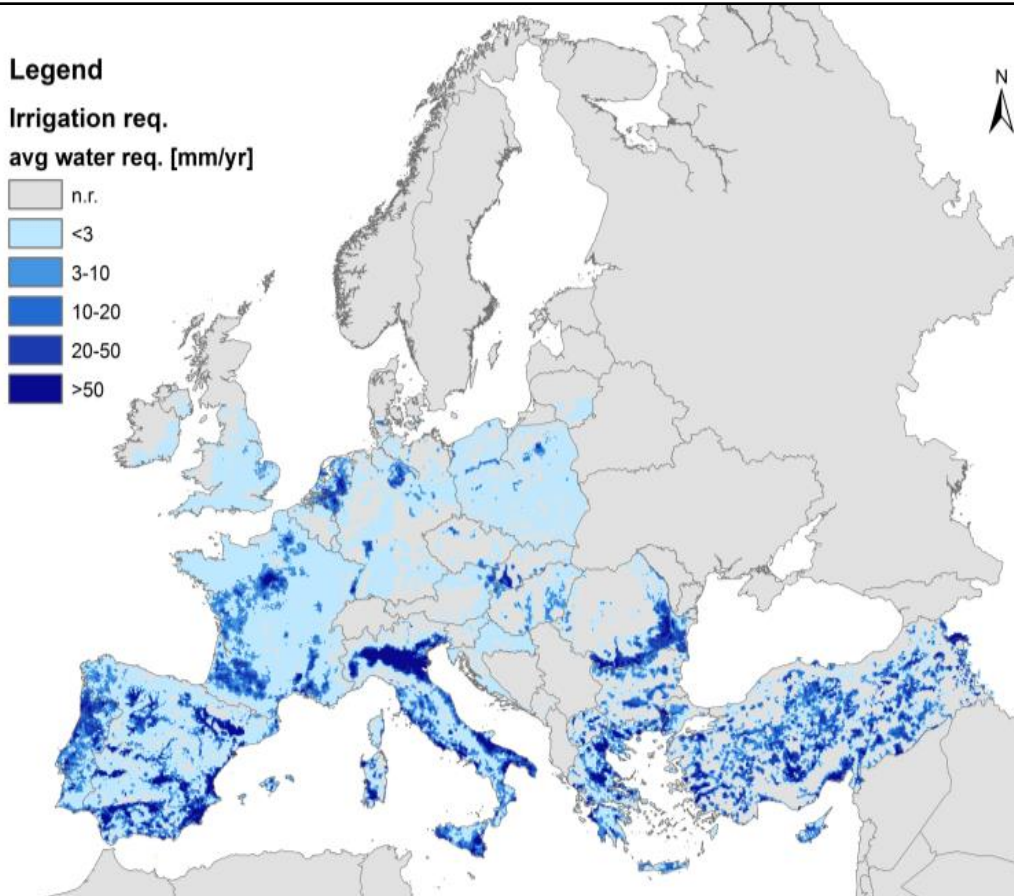 Legend
Irrigation req.
avg water req. [mm/yr]
n.r.
<3
3-10
10-20
20-50
>50
N